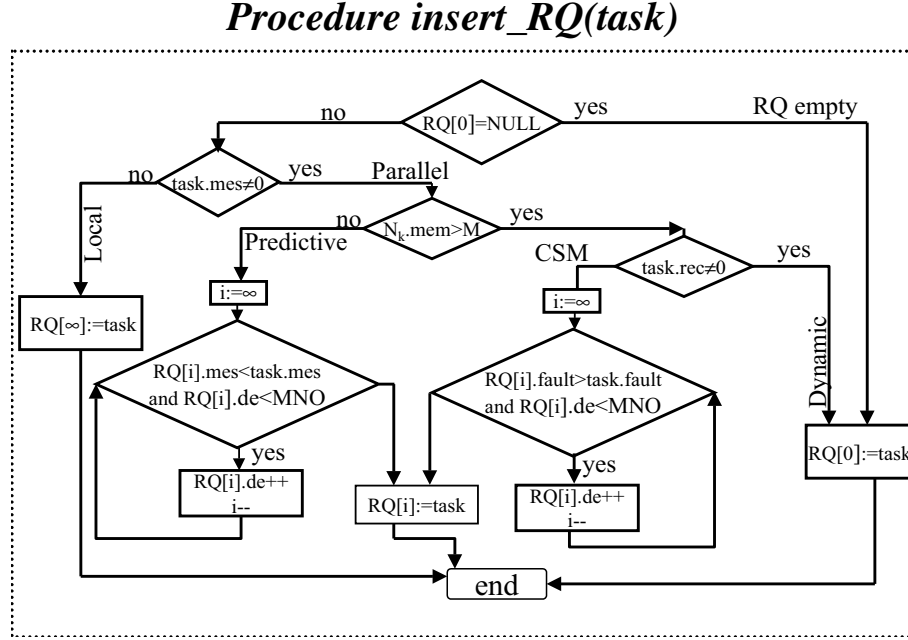 Procedure insert_RQ(task)
no
RQ[0]=NULL
yes
RQ empty
no
task.mes≠0
yes
Parallel
Local
no
Predictive
Nk.mem>M
yes
CSM
task.rec≠0
yes
i:=∞
i:=∞
RQ[∞]:=task
RQ[i].mes<task.mes
and RQ[i].de<MNO
RQ[i].fault>task.fault
and RQ[i].de<MNO
Dynamic
yes
RQ[i].de++
i--
RQ[i]:=task
yes
RQ[i].de++
i--
RQ[0]:=task
end